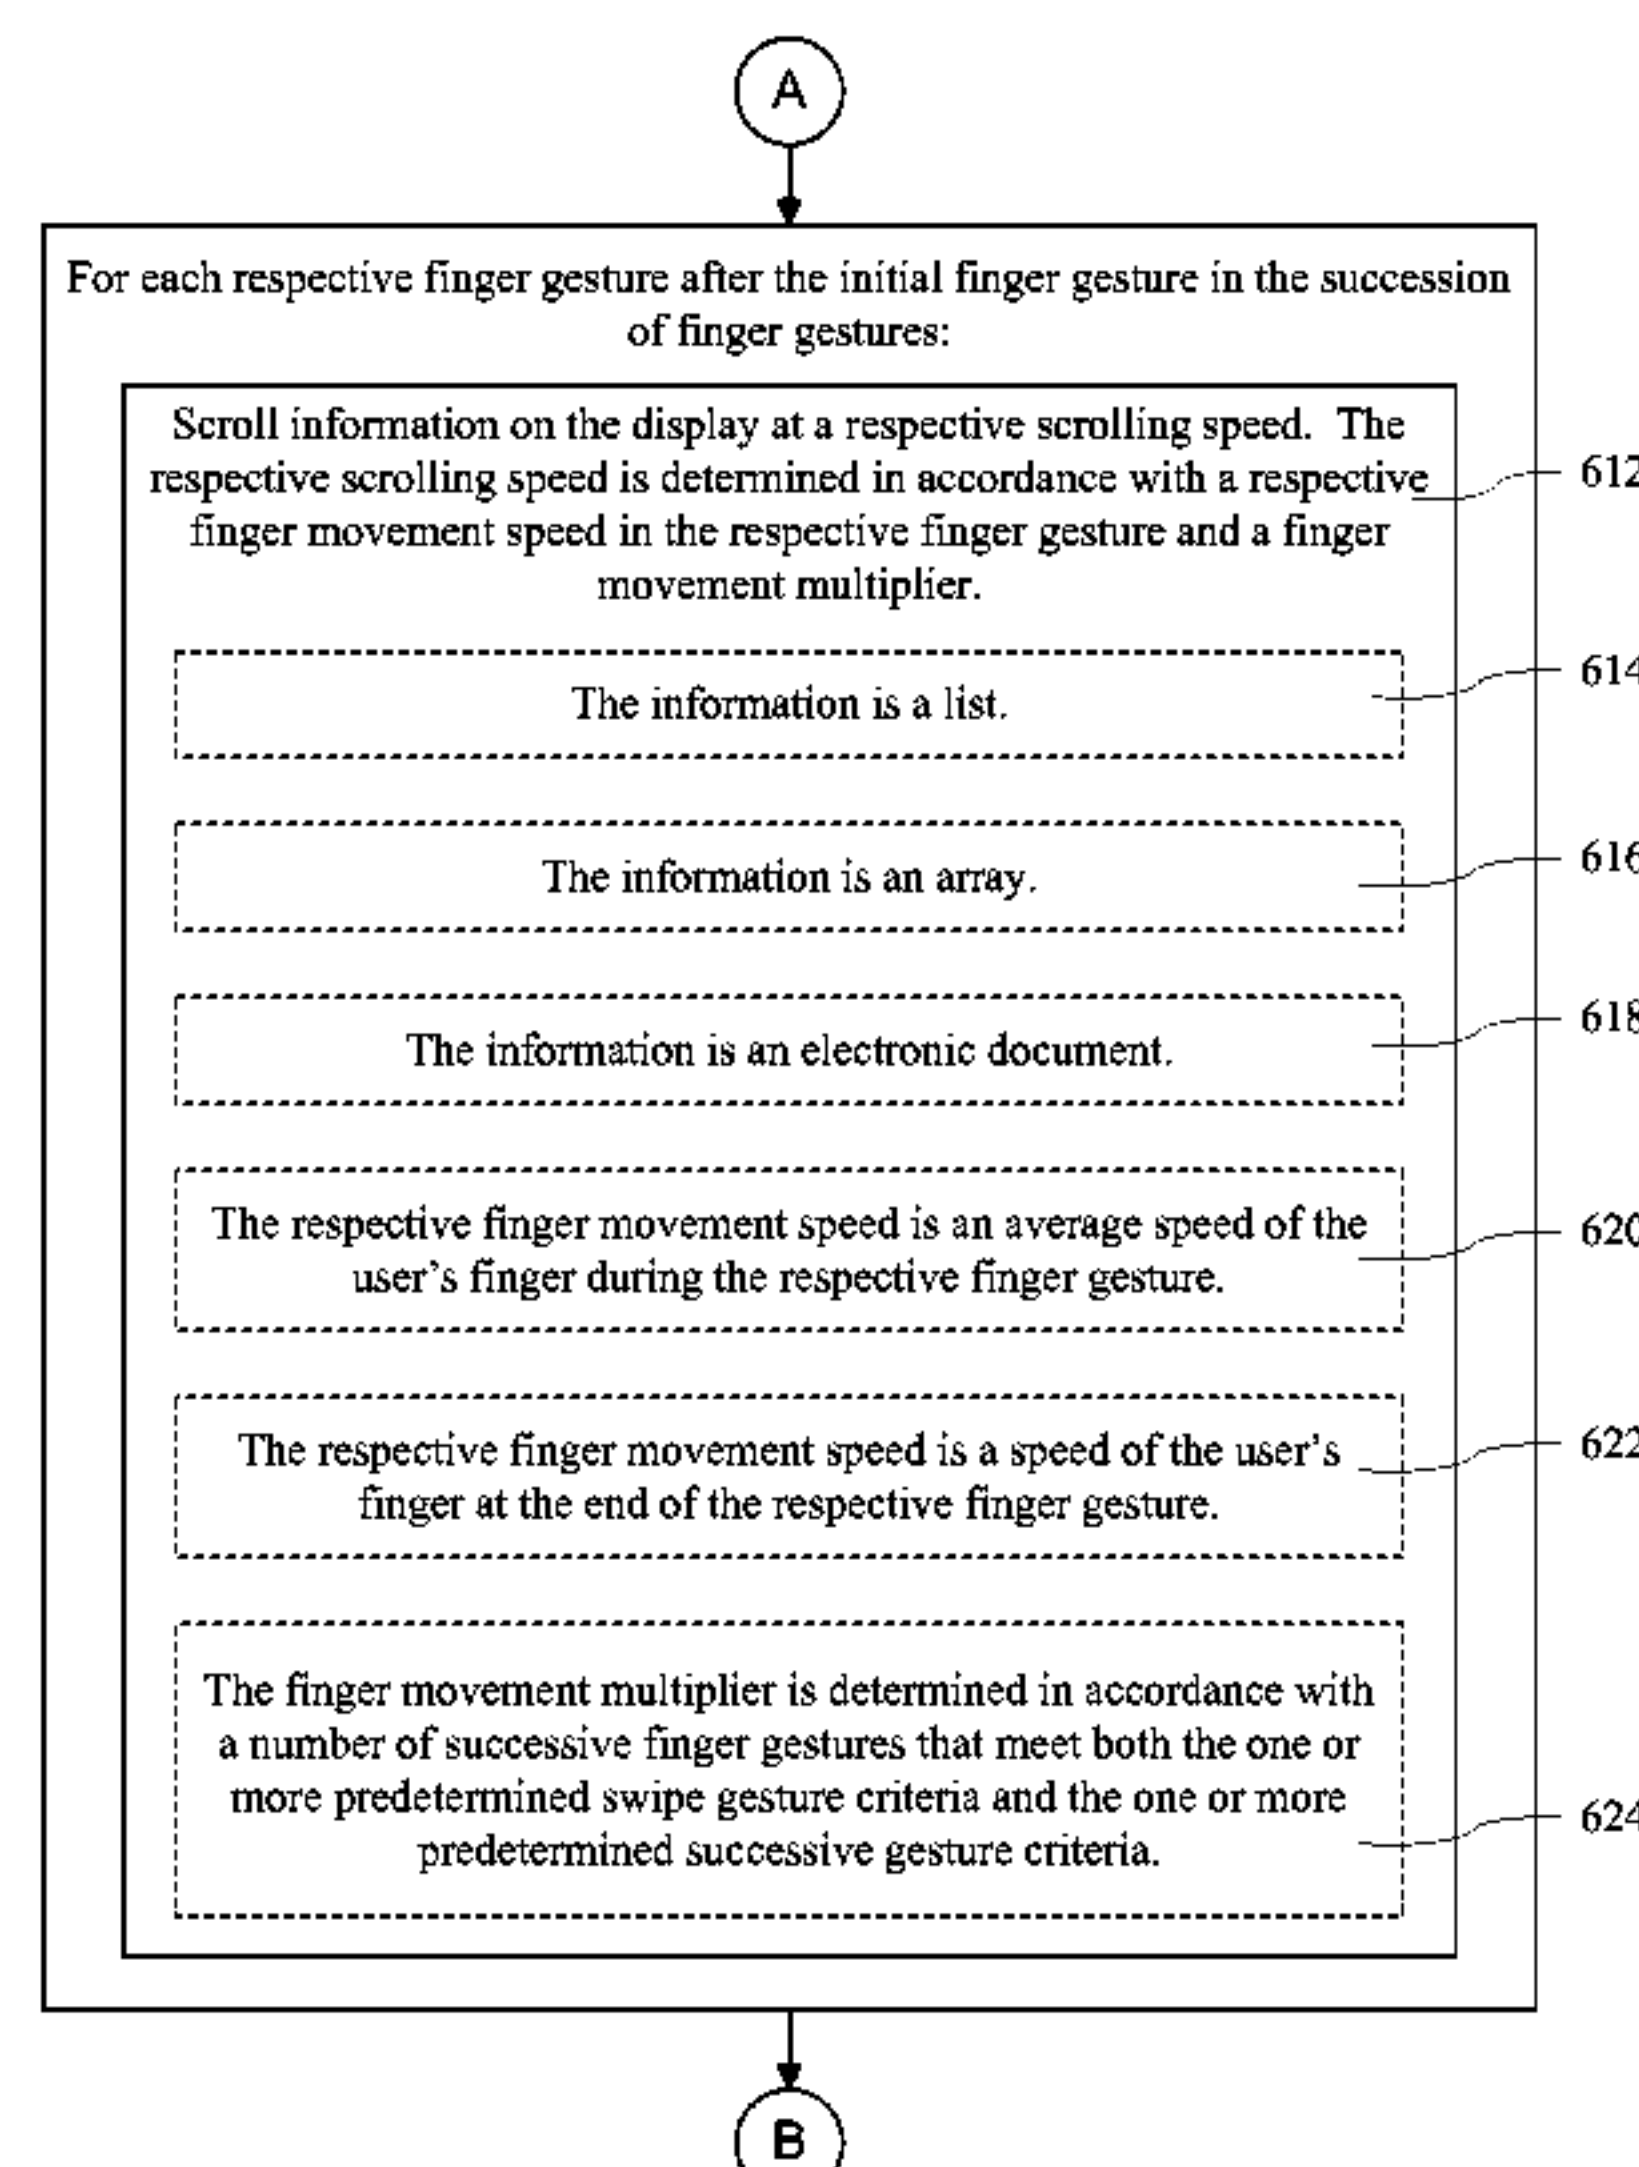 A
For each respective finger gesture after the initial finger gesture in the succession
of finger gestures:
Scroll information on the display at a respective scrolling speed.  The
respective scrolling speed is determined in accordance with a respective
finger movement speed in the respective finger gesture and a finger
movement multiplier.
612
The information is a list.
614
The information is an array.
616
The information is an electronic document.
618
The respective finger movement speed is an average speed of the
user's finger during the respective finger gesture.
620
The respective finger movement speed is a speed of the user's
finger at the end of the respective finger gesture.
622
The finger movement multiplier is determined in accordance with
a number of successive finger gestures that meet both the one or
more predetermined swipe gesture criteria and the one or more
predetermined successive gesture criteria.
624
B